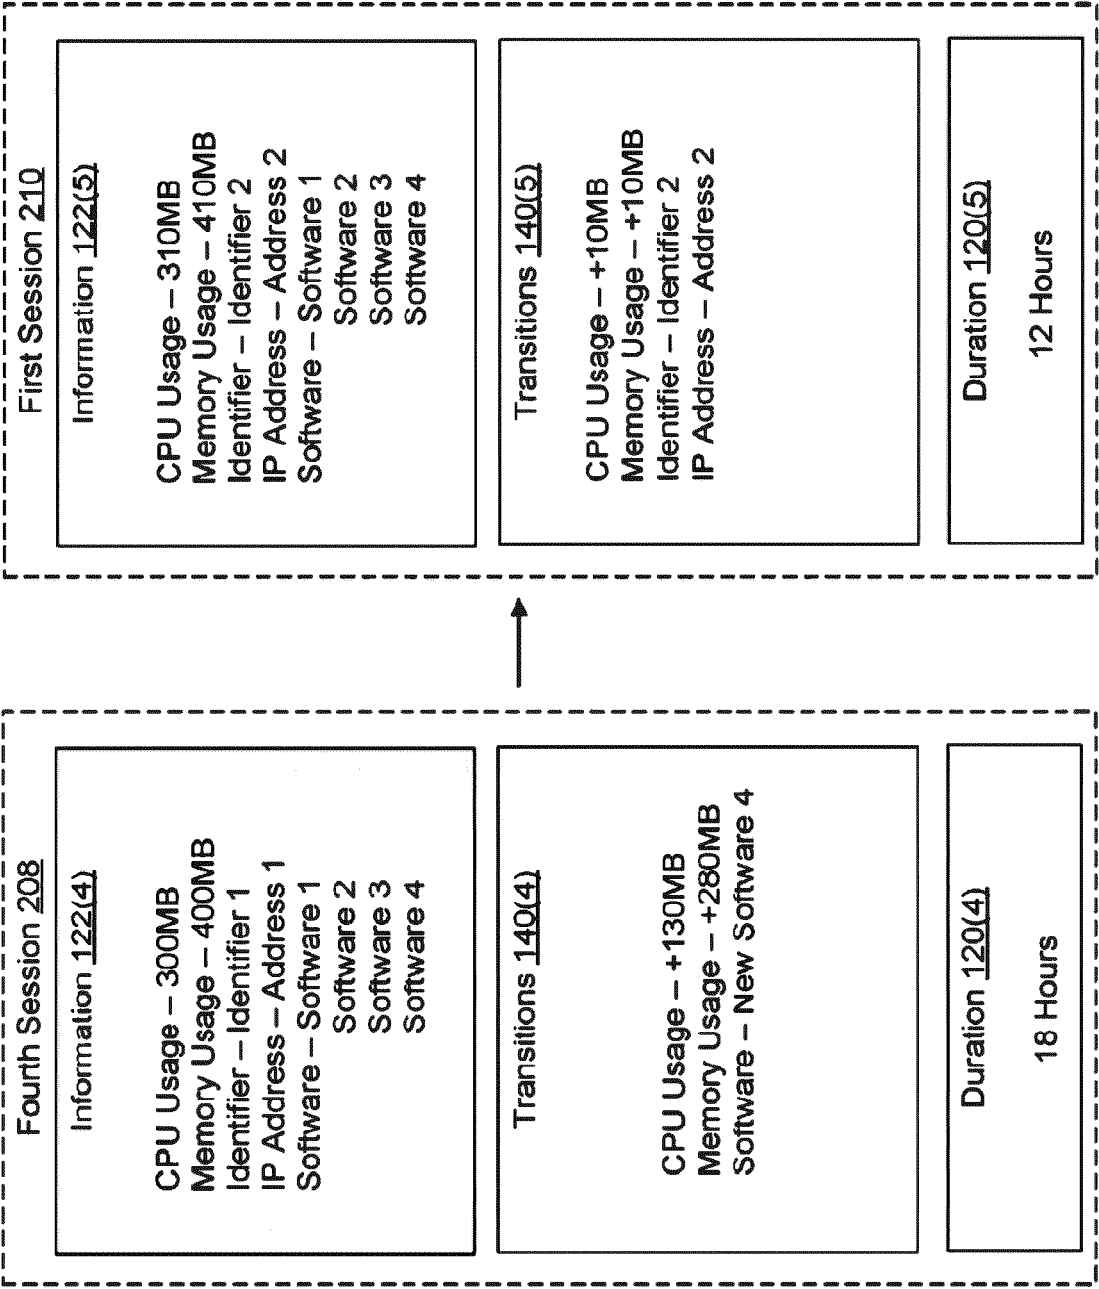 Fourth Session 208
Information 122(4)
CPU Usage – 300MB
Memory Usage – 400MB
Identifier – Identifier 1
IP Address – Address 1
Software – Software 1
Software 2
Software 3
Software 4
Transitions 140(4)
CPU Usage – +130MB
Memory Usage – +280MB
Software – New Software 4
Duration 120(4)
18 Hours
First Session 210
Information 122(5)
CPU Usage – 310MB
Memory Usage – 410MB
Identifier – Identifier 2
IP Address – Address 2
Software – Software 1
Software 2
Software 3
Software 4
Transitions 140(5)
CPU Usage – +10MB
Memory Usage – +10MB
Identifier – Identifier 2
IP Address – Address 2
Duration 120(5)
12 Hours